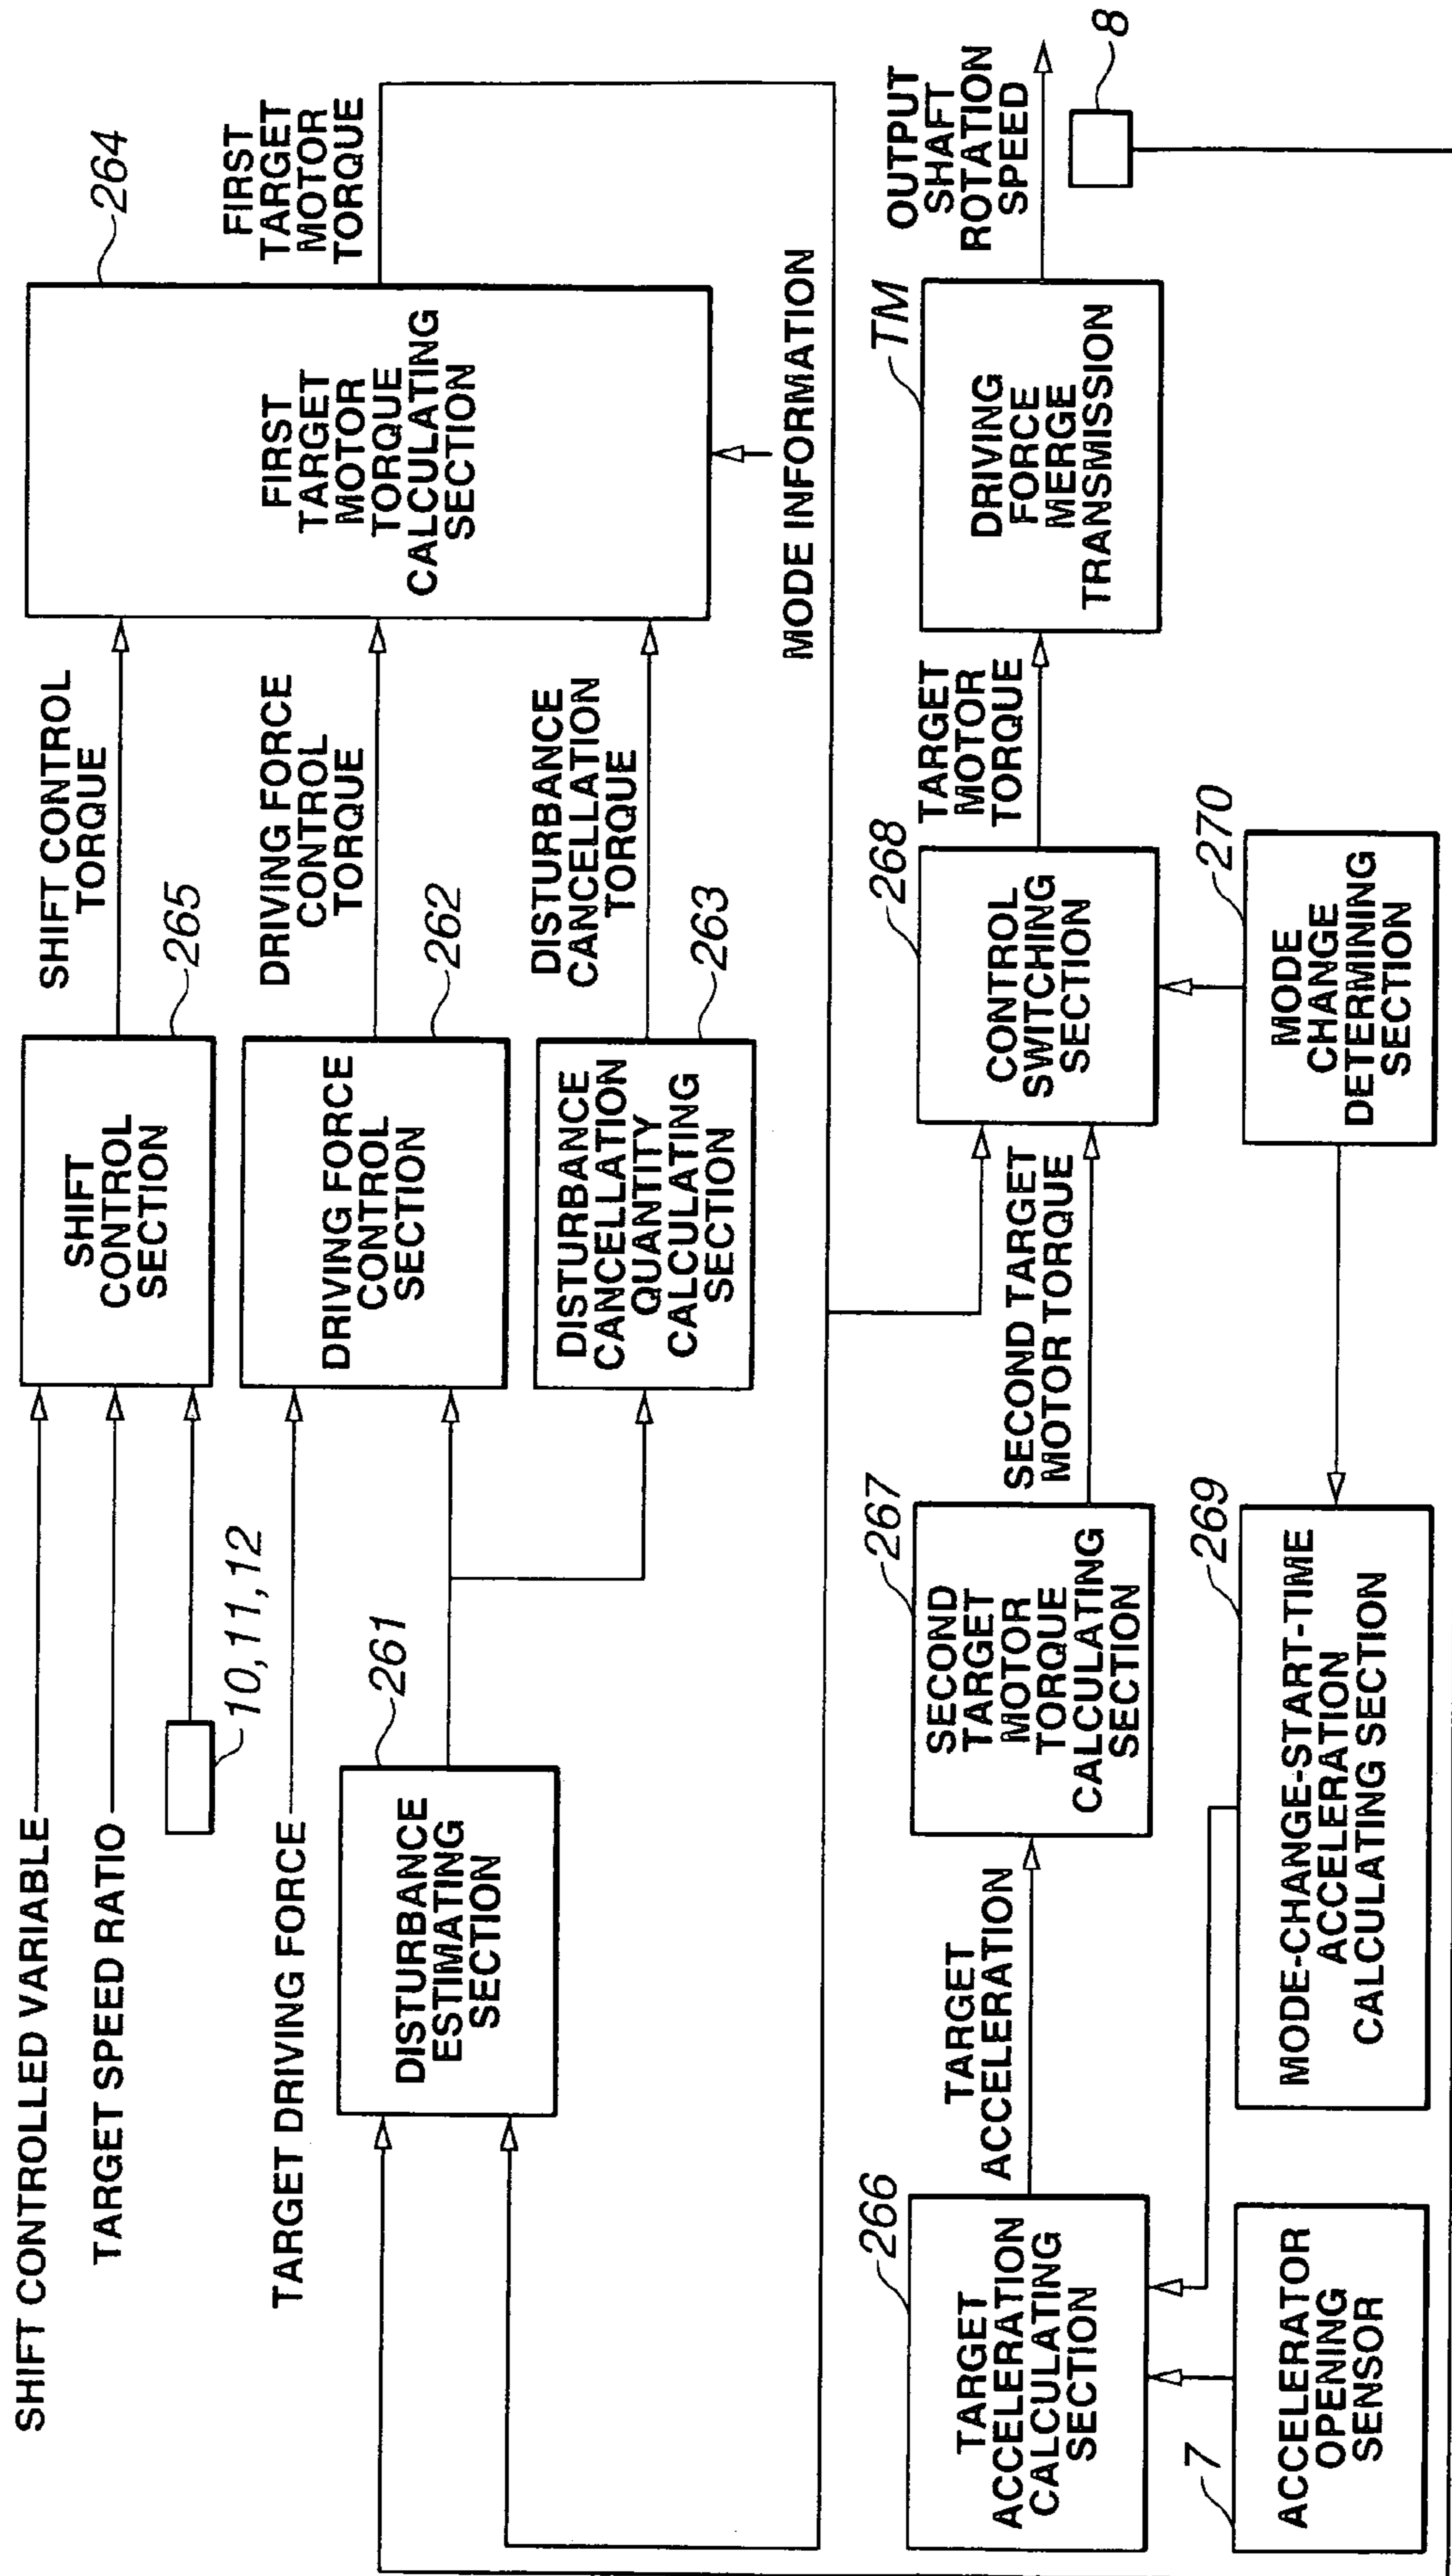 SHIFT CONTROLLED VARIABLE
TARGET SPEED RATIO
10,11,12
TARGET DRIVING FORCE
SHIFT
CONTROL
SECTION
265
SHIFT CONTROL
TORQUE
DRIVING FORCE
CONTROL
SECTION
262
DRIVING FORCE
CONTROL
TORQUE
DISTURBANCE
ESTIMATING
SECTION
261
DISTURBANCE
CANCELLATION
QUANTITY
CALCULATING
SECTION
263
DISTURBANCE
CANCELLATION
TORQUE
FIRST
TARGET
MOTOR
TORQUE
CALCULATING
SECTION
264
FIRST
TARGET
MOTOR
TORQUE
MODE INFORMATION
TARGET
ACCELERATION
CALCULATING
SECTION
266
TARGET
ACCELERATION
SECOND
TARGET
MOTOR
TORQUE
CALCULATING
SECTION
267
SECOND TARGET
MOTOR TORQUE
CONTROL
SWITCHING
SECTION
268
TARGET
MOTOR
TORQUE
DRIVING
FORCE
MERGE
TRANSMISSION
TM
OUTPUT
SHAFT
ROTATION
SPEED
8
7
ACCELERATOR
OPENING
SENSOR
MODE-CHANGE-START-TIME
ACCELERATION
CALCULATING SECTION
269
MODE
CHANGE
DETERMINING
SECTION
270